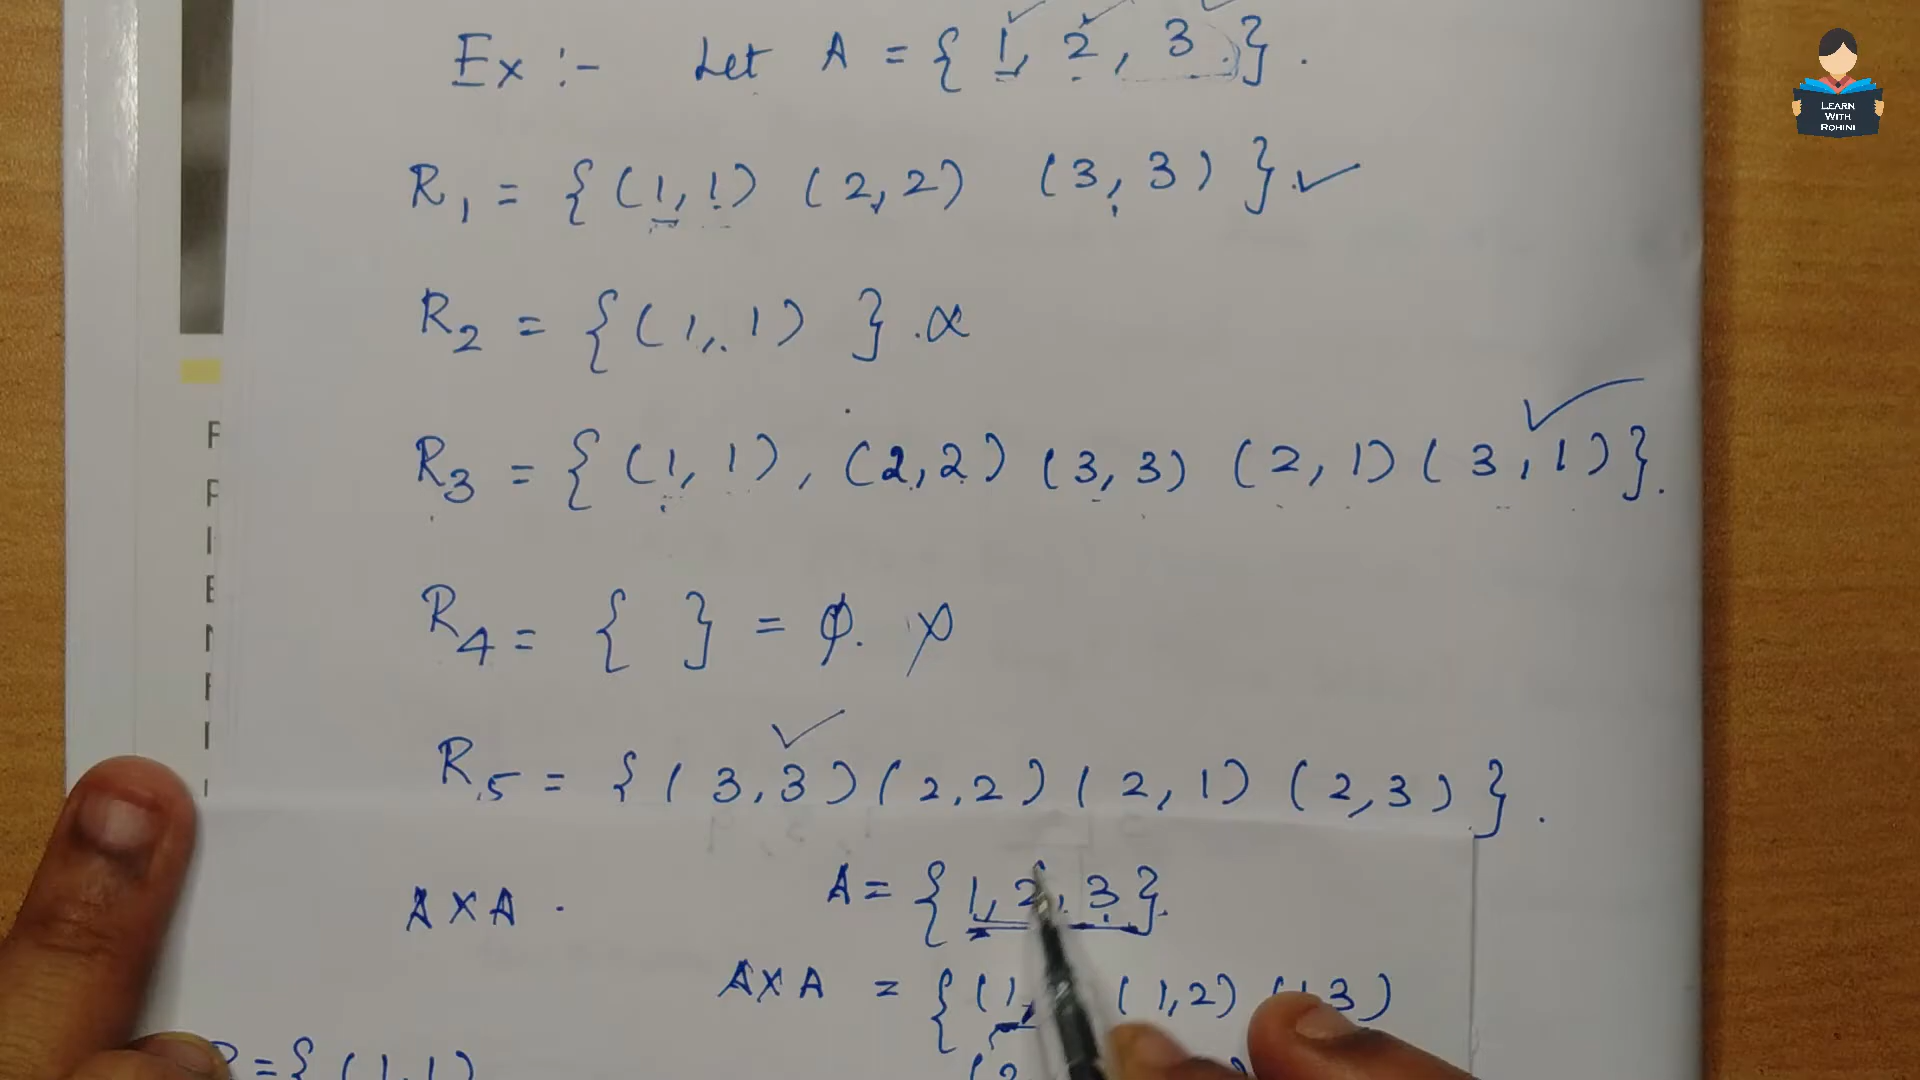 Ex :- Let A = { 1, 2, 3 }.
LEARN
WITH
ROHINI
R₁ = { (1,1) (2,2) (3,3) }. ✓
R₂ = { (1,1) }. ×
R₃ = { (1,1), (2,2) (3,3) (2,1) (3,1) }. ✓
R₄ = { } = ϕ. ×
R₅ = { (3,3) (2,2) (2,1) (2,3) }. ✓
A×A . A = { 1, 2, 3 }.
A×A = { (1, (1,2) 3)
= { (1,1)